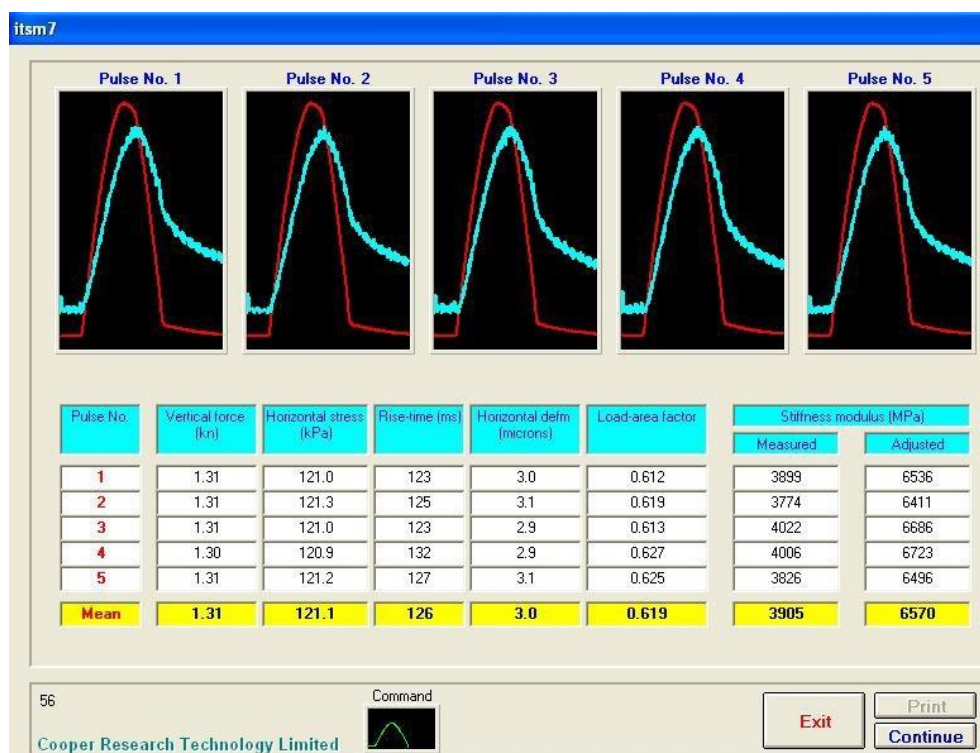 itsm7
Pulse No. 1 Pulse No. 2 Pulse No. 3 Pulse No. 4 Pulse No. 5
Pulse No. Vertical force Horizontal stress Rise-time (ms) Horizontal defm Load-area factor Stiffness modulus (MPa)
(kn) (kPa) (microns) Measured Adjusted
1 1.31 121.0 123 3.0 0.612 3899 6536
2 1.31 121.3 125 3.1 0.619 3774 6411
3 1.31 121.0 123 2.9 0.613 4022 6686
4 1.30 120.9 132 2.9 0.627 4006 6723
5 1.31 121.2 127 3.1 0.625 3826 6496
Mean 1.31 121.1 126 3.0 0.619 3905 6570
56 Command
Exit Print
Cooper Research Technology Limited Continue